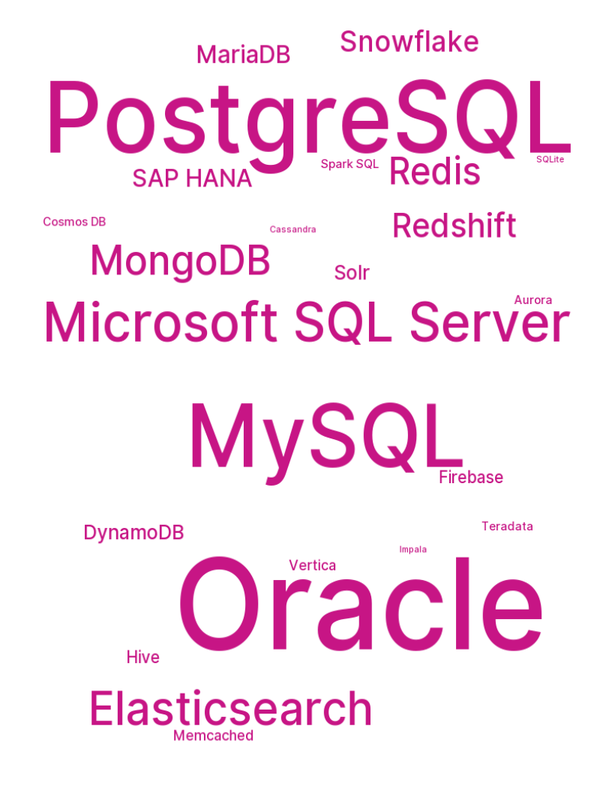 Snowflake
MariaDB
PostgreSQL
SQLite
Spark SQL
Redis
SAP HANA
Cosmos DB
Redshift
Cassandra
MongoDB
Solr
Aurora
Microsoft SQL Server
MySQL
Firebase
Teradata
DynamoDB
Impala
Vertica
Oracle
Hive
Elasticsearch
Memcached